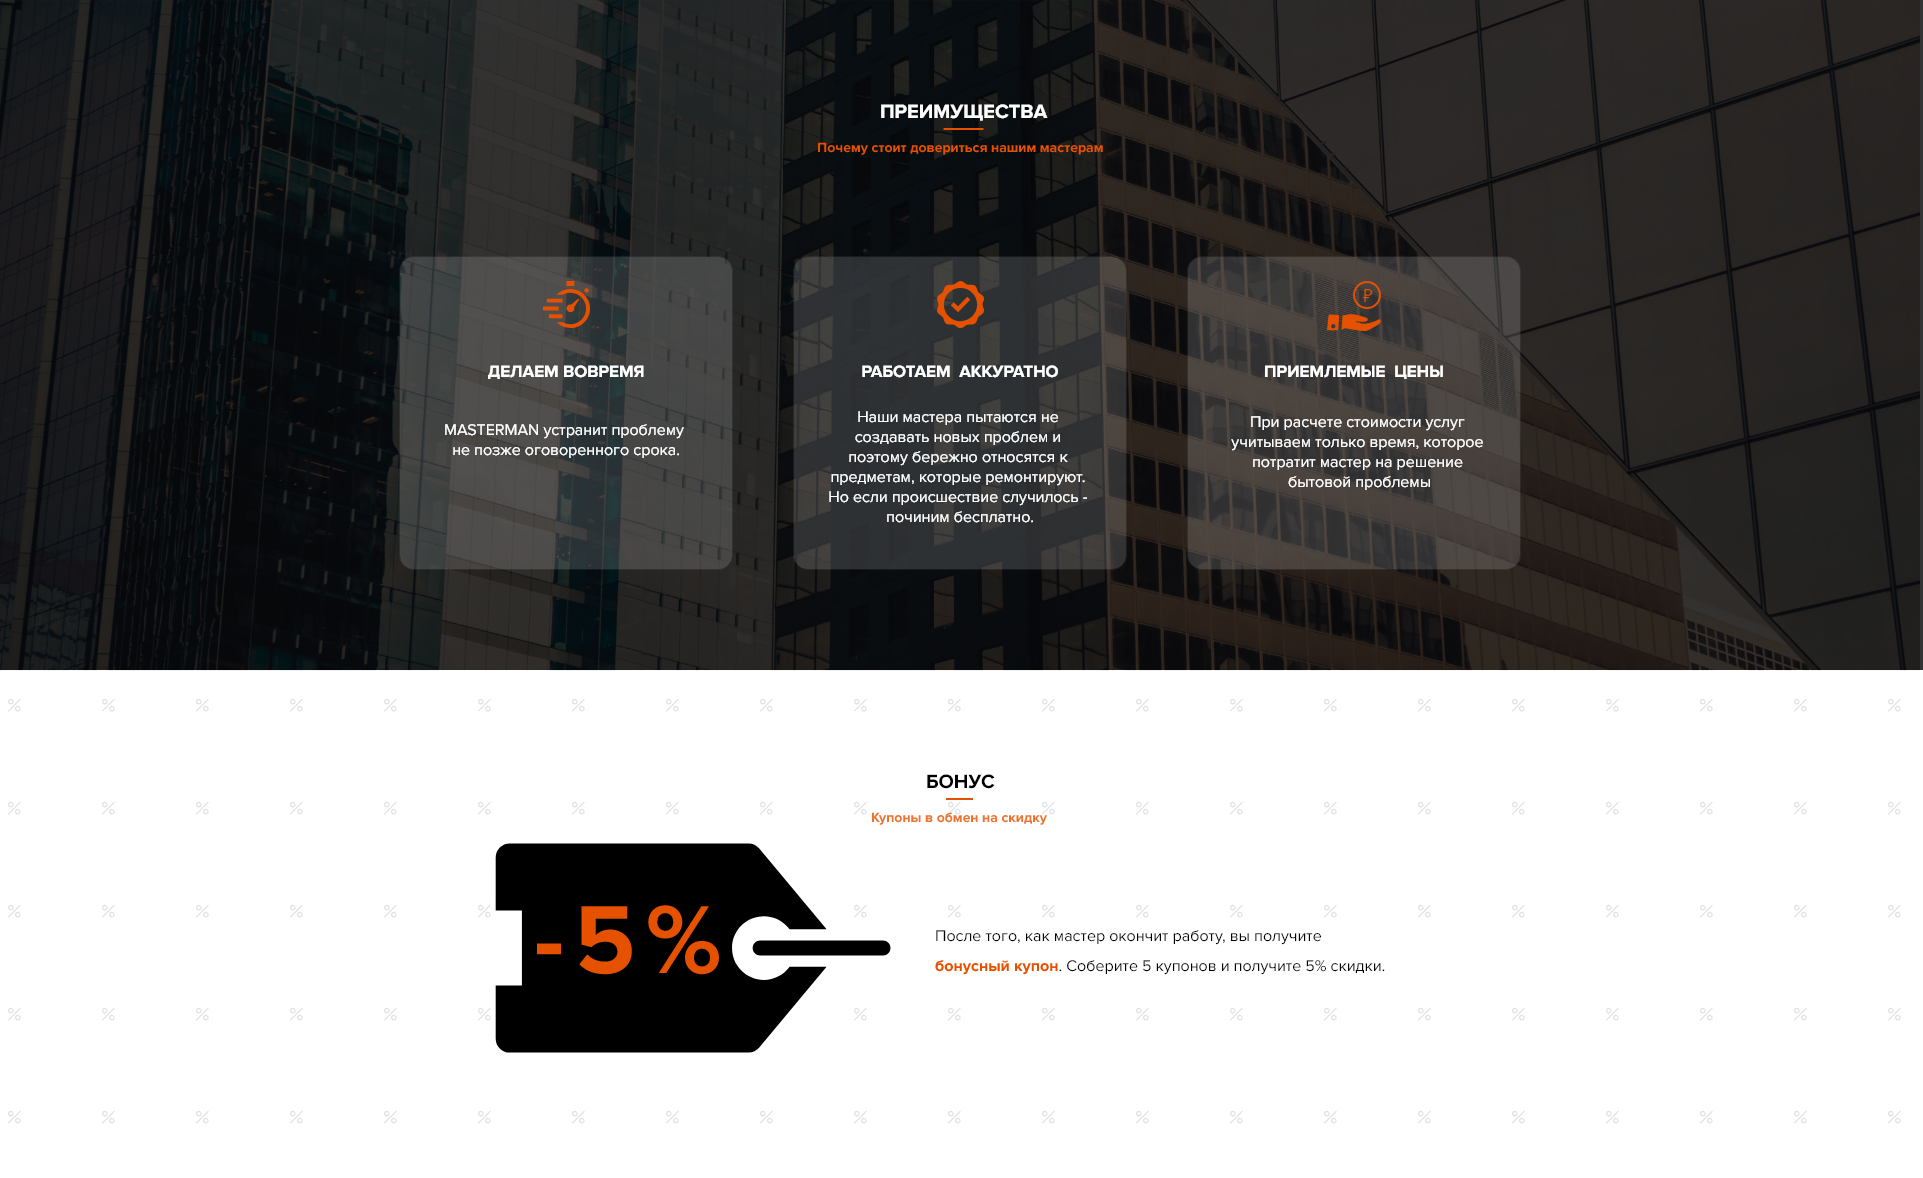 ПРЕИМУЩЕСТВА
Почему стоит довериться нашим мастерам
ДЕЛАЕМ ВОВРЕМЯ
MASTERMAN устранит проблему
не позже оговоренного срока.
РАБОТАЕМ АККУРАТНО
Наши мастера пытаются не
создавать новых проблем и
поэтому бережно относятся к
предметам, которые ремонтируют.
Но если происшествие случилось -
починим бесплатно.
₽
ПРИЕМЛЕМЫЕ ЦЕНЫ
При расчете стоимости услуг
учитываем только время, которое
потратит мастер на решение
бытовой проблемы
БОНУС
Купоны в обмен на скидку
- 5 %
После того, как мастер окончит работу, вы получите
бонусный купон. Соберите 5 купонов и получите 5% скидки.